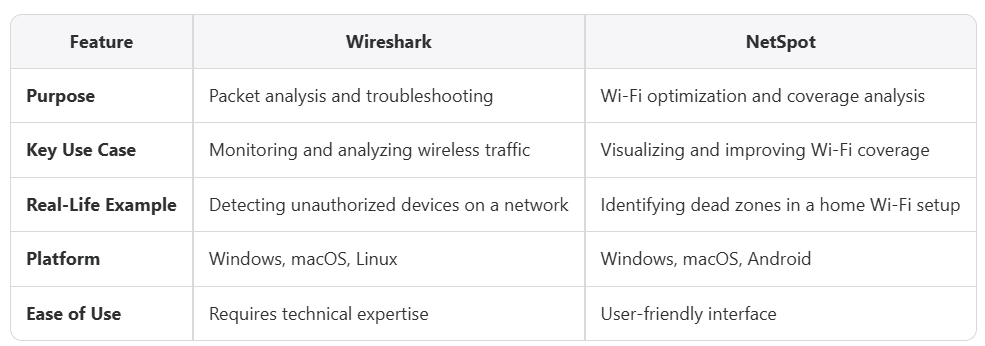 Feature Wireshark NetSpot
Purpose Packet analysis and troubleshooting Wi-Fi optimization and coverage analysis
Key Use Case Monitoring and analyzing wireless traffic Visualizing and improving Wi-Fi coverage
Real-Life Example Detecting unauthorized devices on a network Identifying dead zones in a home Wi-Fi setup
Platform Windows, macOS, Linux Windows, macOS, Android
Ease of Use Requires technical expertise User-friendly interface